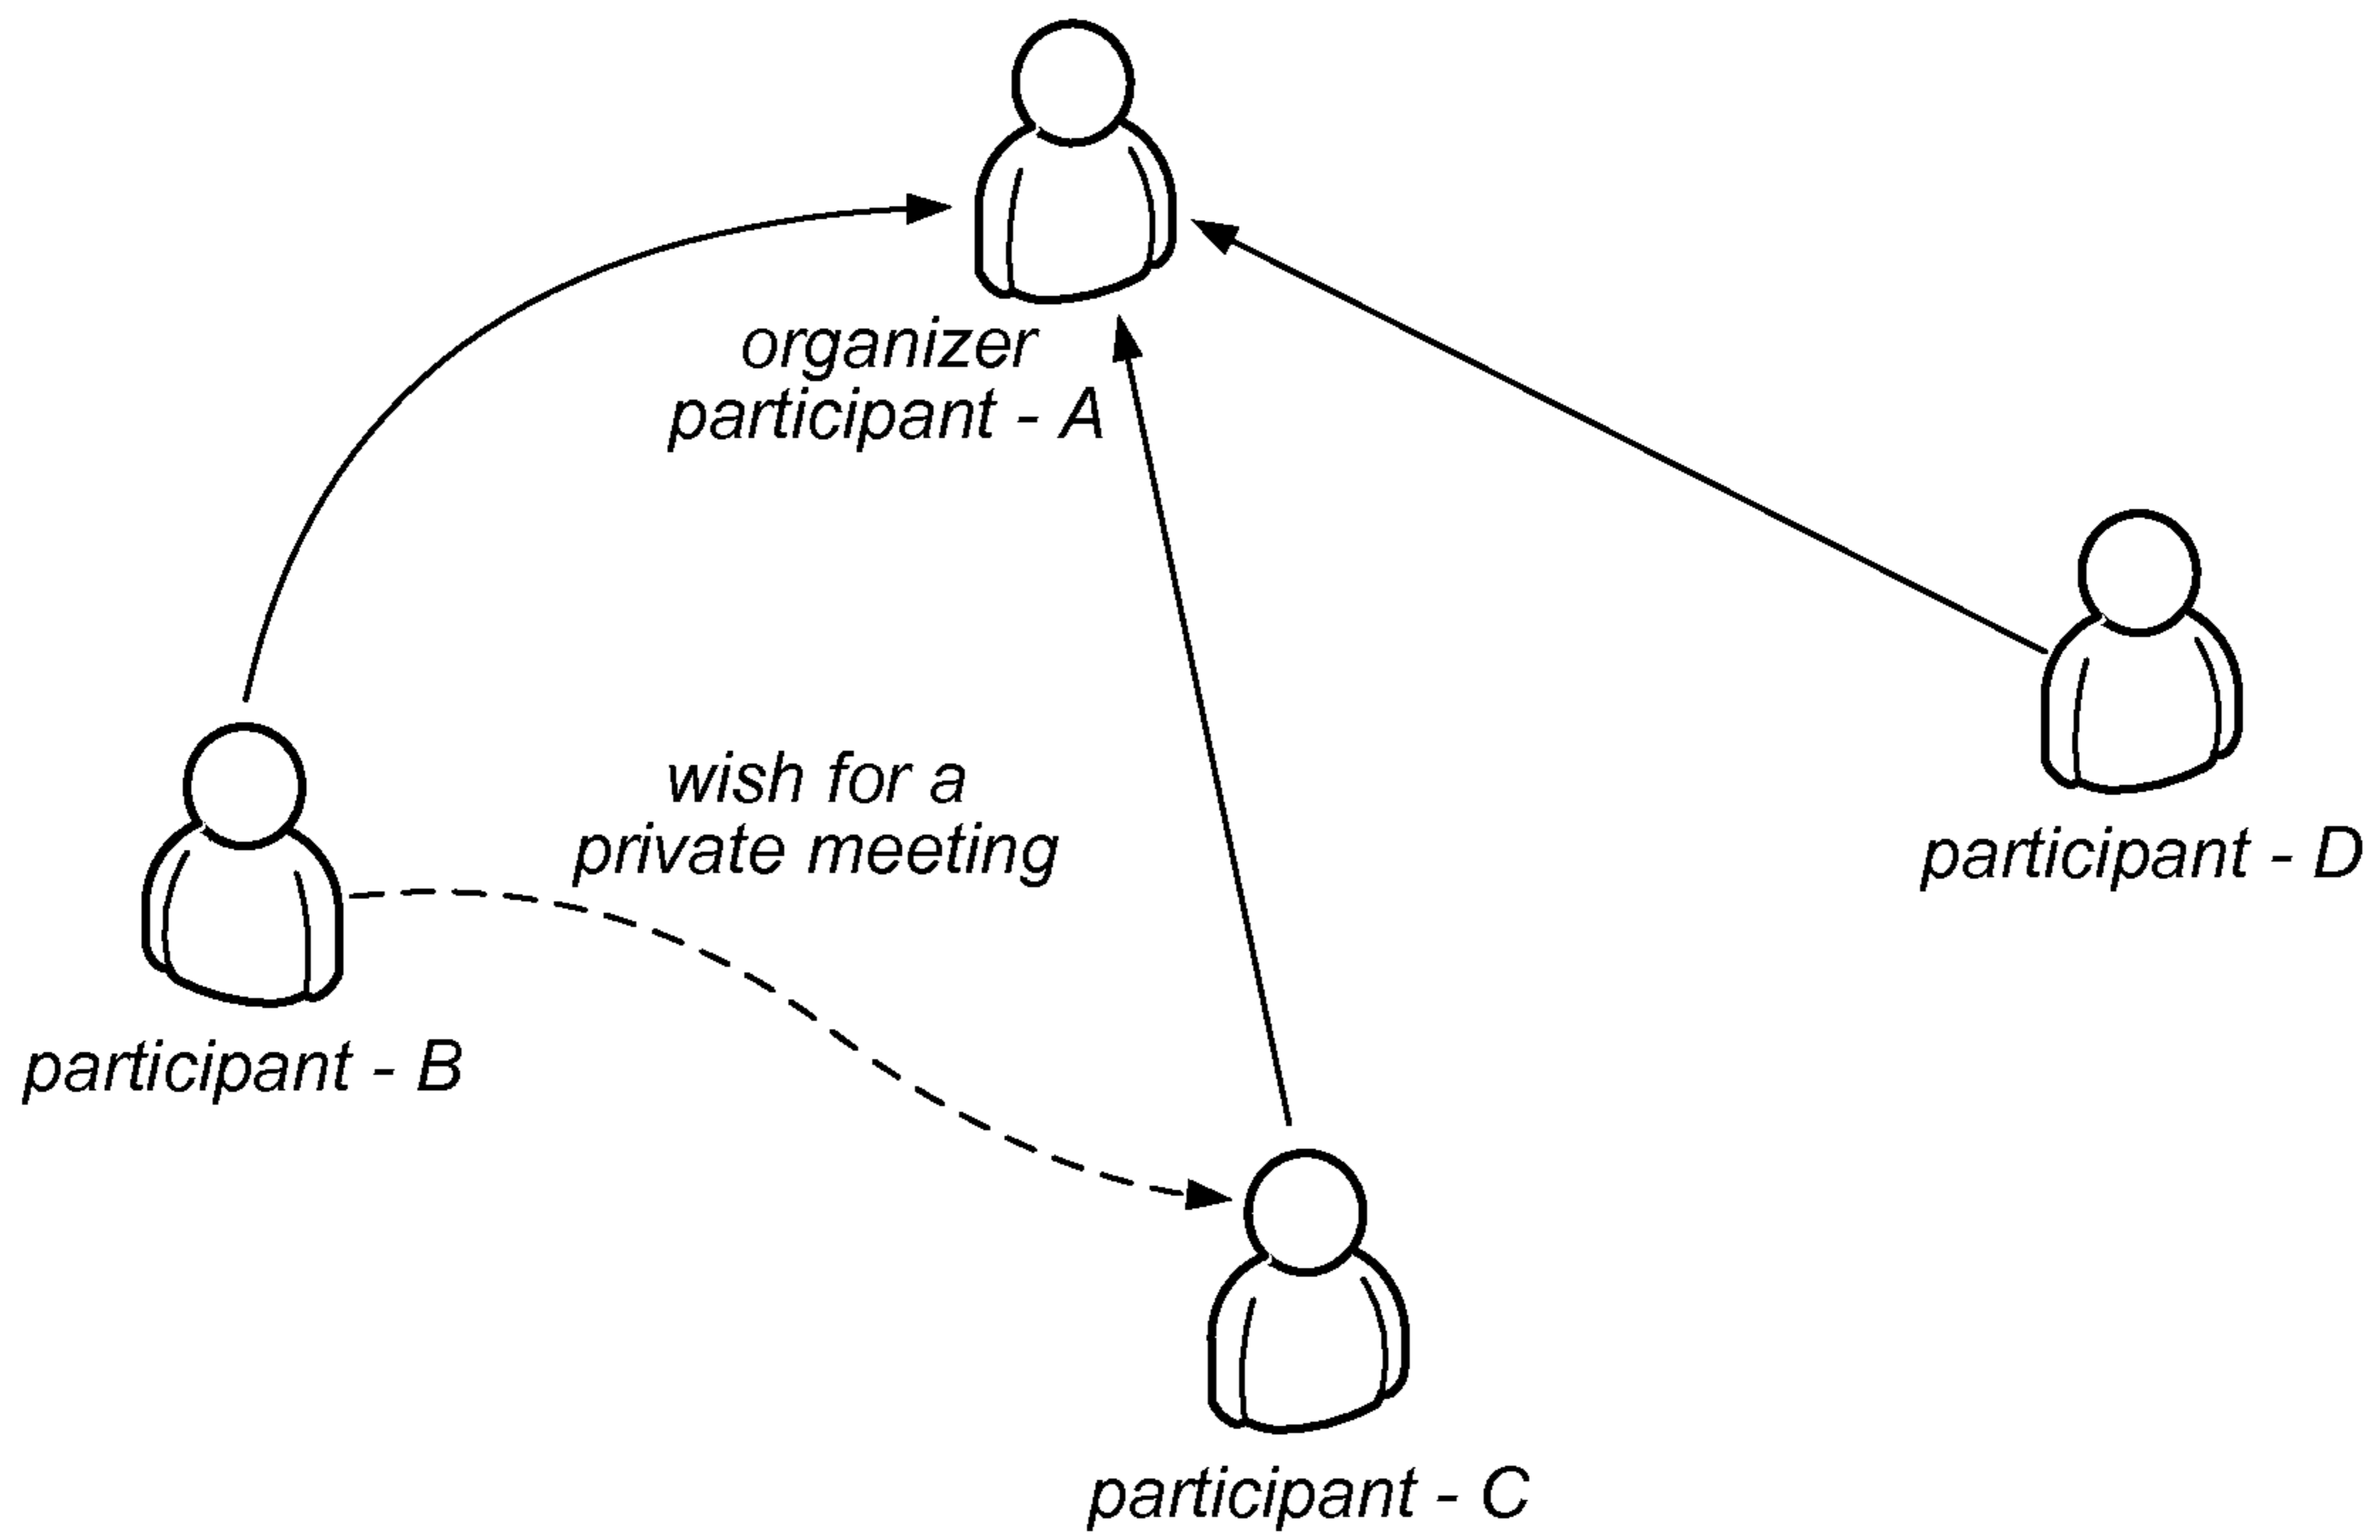 organizer
participant - A
wish for a
private meeting
participant - D
participant - B
participant - C